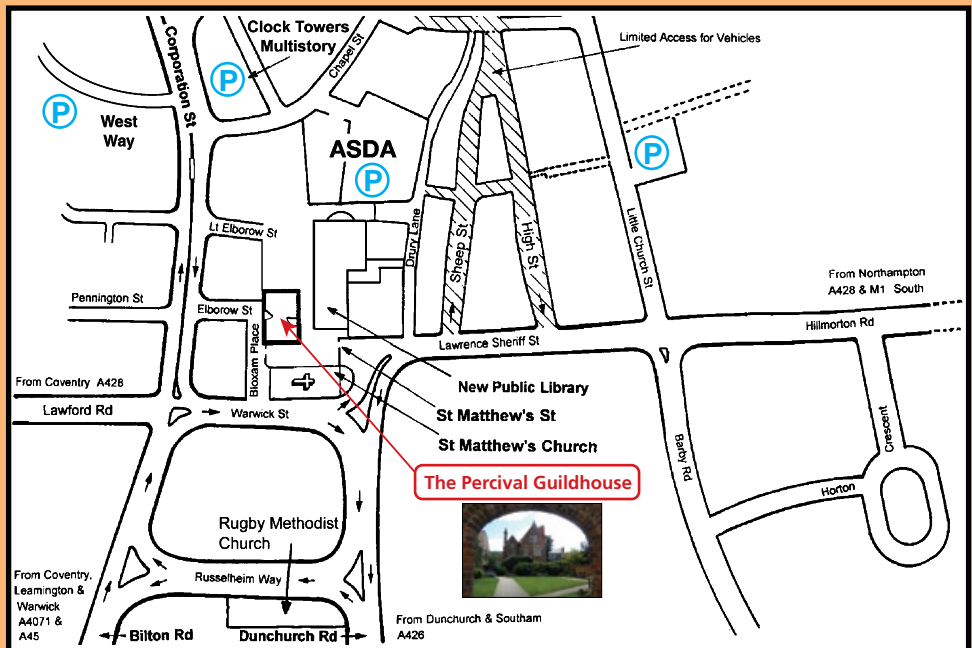 Clock Towers
Multistory
Corporation St
Chapel St
Limited Access for Vehicles
P
P
West
Way
ASDA
P
P
Lt Elborow St
Drury Lane
Sheep St
High St
Little Church St
From Northampton
A428 & M1 South
Pennington St
Elborow St
Bloxam Place
Hillmorton Rd
Lawrence Sheriff St
From Coventry A428
Lawford Rd
Warwick St
New Public Library
St Matthew's St
St Matthew's Church
The Percival Guildhouse
Barby Rd
Crescent
Horton
Rugby Methodist
Church
Russelheim Way
From Coventry,
Leamington &
Warwick
A4071 &
A45
Bilton Rd
Dunchurch Rd
From Dunchurch & Southam
A426